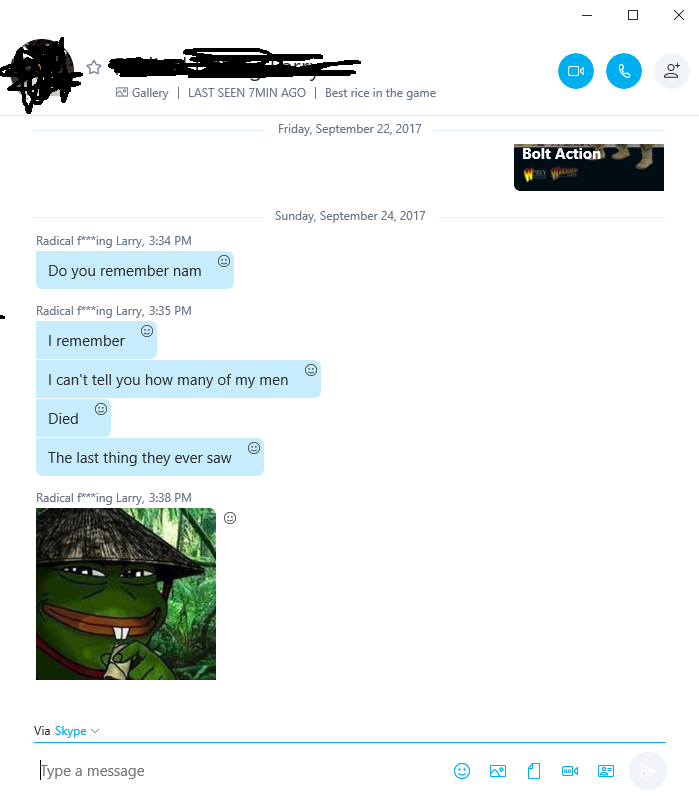 Gallery | LAST SEEN 7MIN AGO | Best rice in the game
Friday, September 22, 2017
Bolt Action
Sunday, September 24, 2017
Radical f***ing Larry, 3:34 PM
Do you remember nam
Radical f***ing Larry, 3:35 PM
I remember
I can't tell you how many of my men
Died
The last thing they ever saw
Radical f***ing Larry, 3:38 PM
Via Skype
Type a message